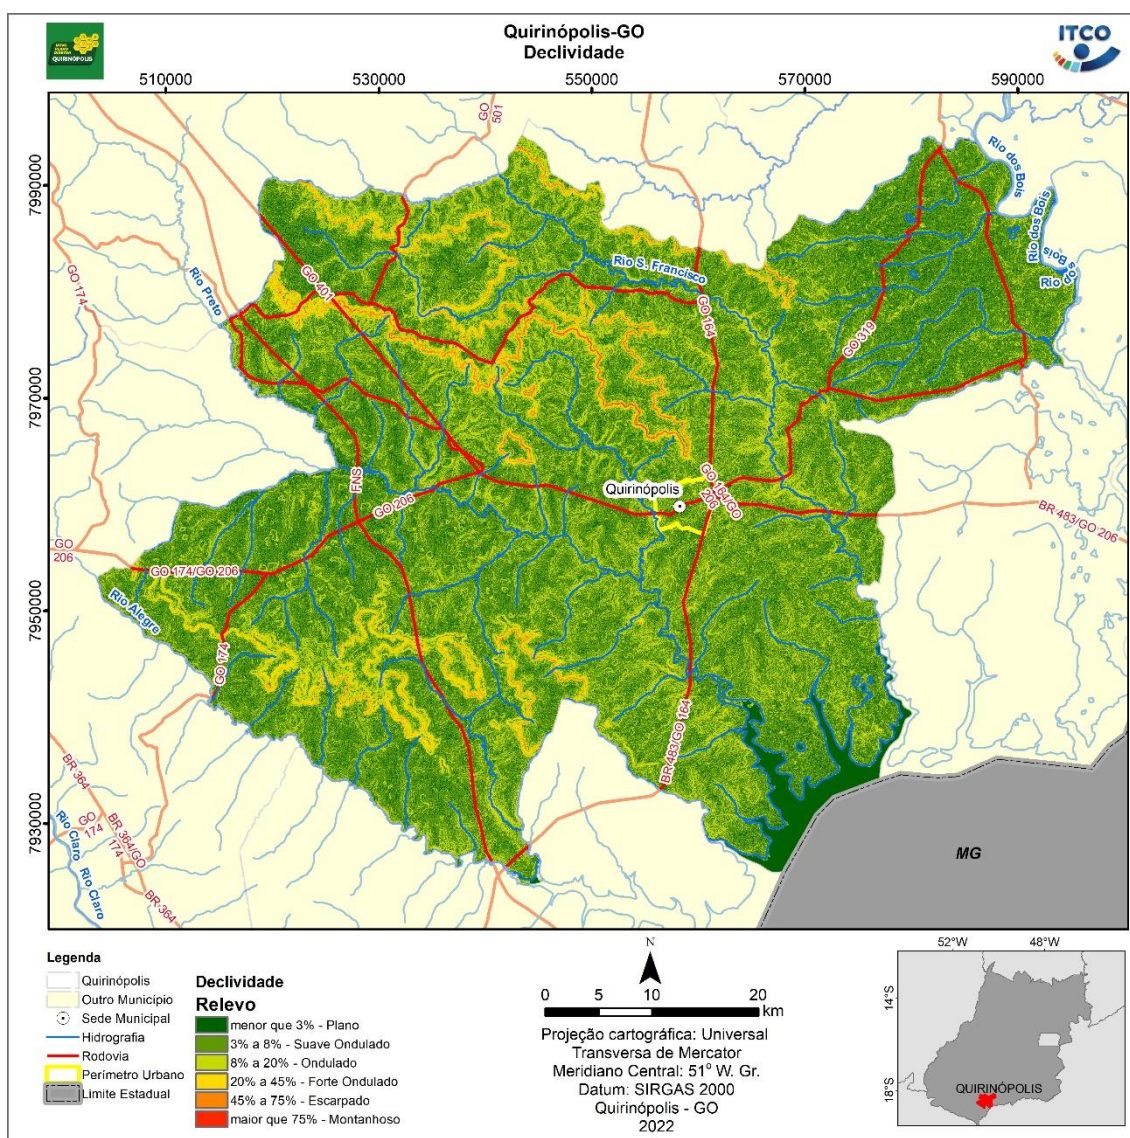 Quirinópolis-GO
Declividade
QUIRINÓPOLIS
ITCO
510000
530000
550000
570000
590000
7990000
7970000
7950000
7930000
GO
501
GO 174
Rio Preto
GO 401
Rio S. Francisco
GO 164
GO 319
Rio dos Bois
Rio dos Bois
Rio dos Bois
FNS
GO 206
Quirinópolis
GO 164/GO
206
BR 483/GO 206
GO
206
GO 174/GO 206
Rio Alegre
GO 174
BR 483/GO 164
BR 364
GO
174
BR 364/GO
174
BR 364
Rio Claro
Rio Claro
MG
Legenda
Quirinópolis
Outro Município
Sede Municipal
Hidrografia
Rodovia
Perímetro Urbano
Limite Estadual
Declividade
Relevo
menor que 3% - Plano
3% a 8% - Suave Ondulado
8% a 20% - Ondulado
20% a 45% - Forte Ondulado
45% a 75% - Escarpado
maior que 75% - Montanhoso
N
0 5 10 20
km
Projeção cartográfica: Universal
Transversa de Mercator
Meridiano Central: 51° W. Gr.
Datum: SIRGAS 2000
Quirinópolis - GO
2022
52°W 48°W
14°S
18°S
QUIRINÓPOLIS